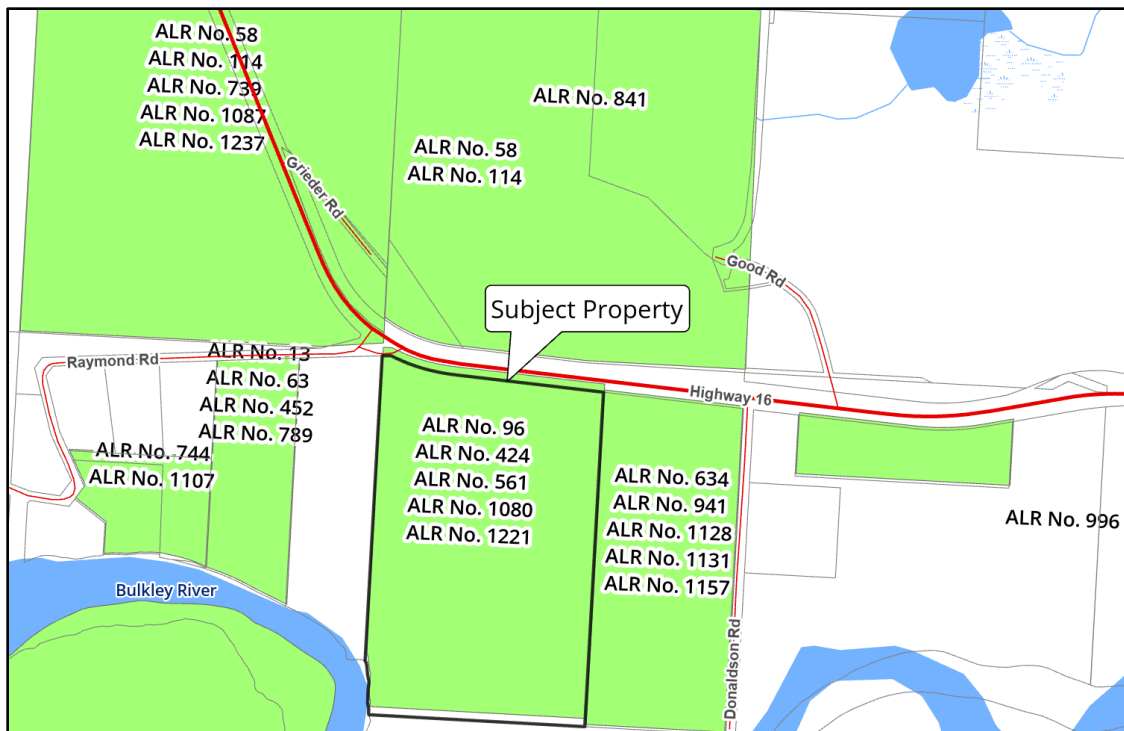 ALR No. 58
ALR No. 114
ALR No. 739
ALR No. 1087
ALR No. 1237
ALR No. 841
ALR No. 58
ALR No. 114
Grieder Rd
Good Rd
Subject Property
Raymond Rd
ALR No. 13
ALR No. 63
ALR No. 452
ALR No. 789
ALR No. 744
ALR No. 1107
Highway 16
ALR No. 96
ALR No. 424
ALR No. 561
ALR No. 1080
ALR No. 1221
ALR No. 634
ALR No. 941
ALR No. 1128
ALR No. 1131
ALR No. 1157
ALR No. 996
Bulkley River
Donaldson Rd